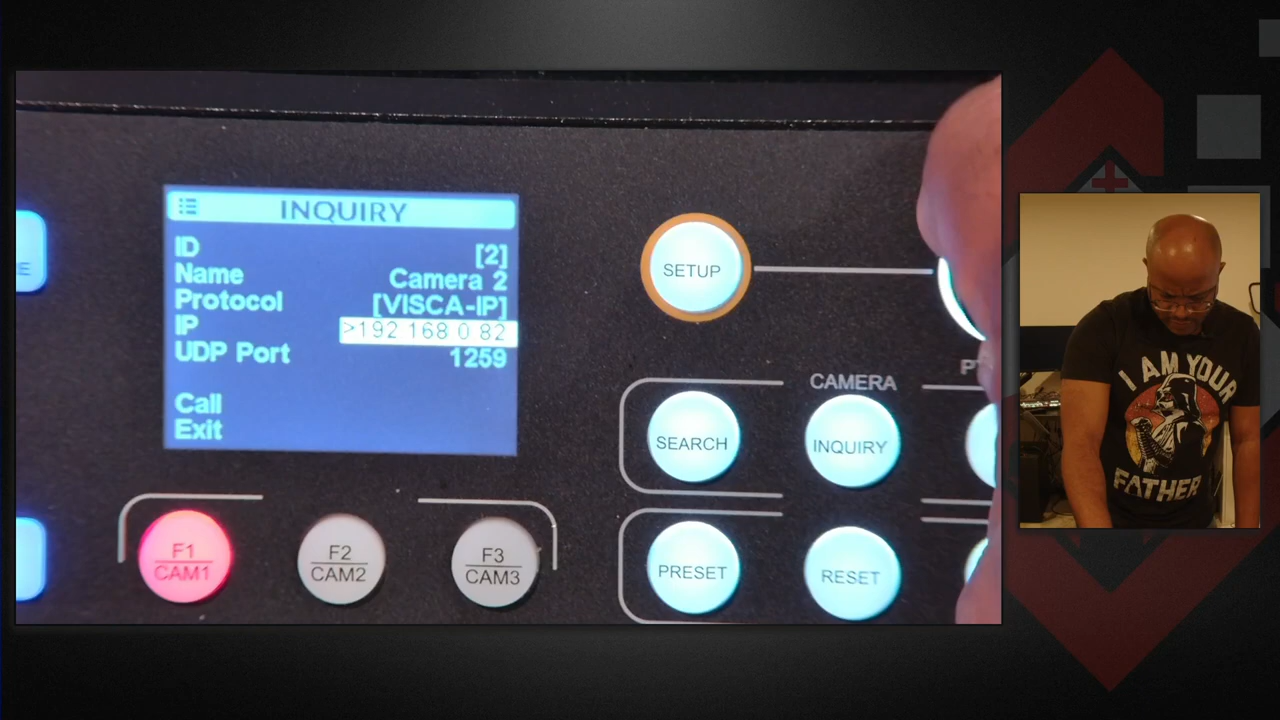 INQUIRY
ID [2]
Name Camera 2
Protocol [VISCA-IP]
IP >192 168 0 82
UDP Port 1259
Call
Exit
SETUP
CAMERA
SEARCH
INQUIRY
F1
CAM1
F2
CAM2
F3
CAM3
PRESET
RESET
I AM YOUR
FATHER